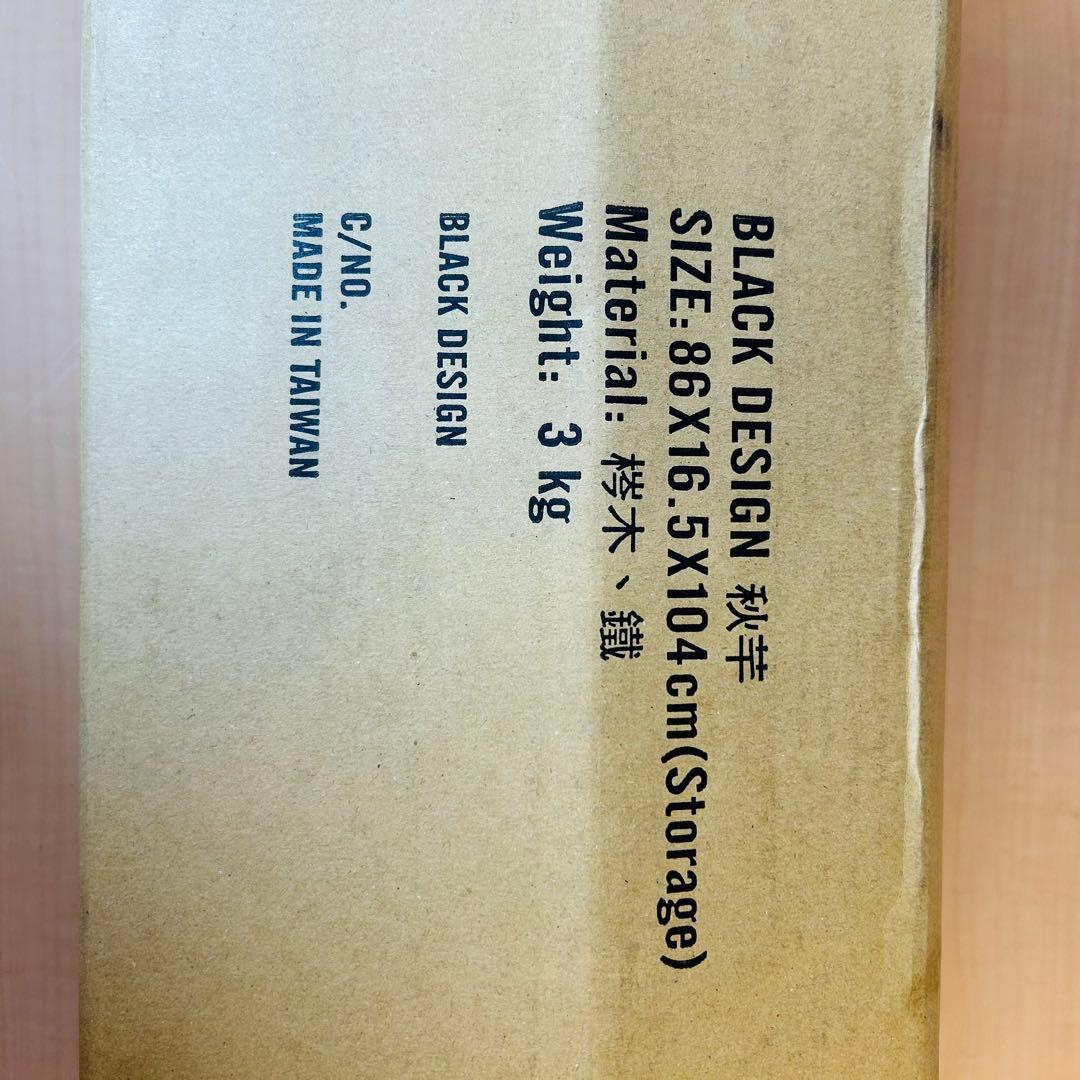 BLACK DESIGN 秋芋
SIZE:86X16.5X104cm(Storage)
Material: 梣木、鐵
Weight: 3 kg
BLACK DESIGN
C/NO.
MADE IN TAIWAN